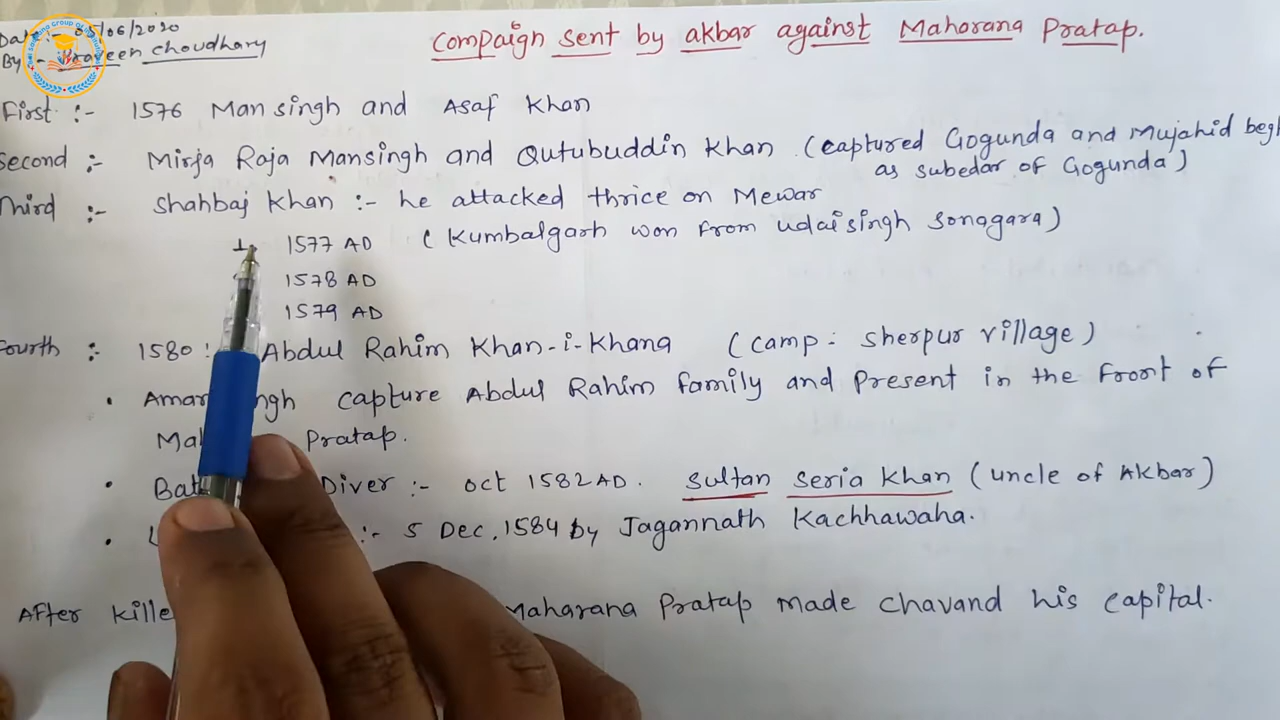 /06/2020
By :- Praveen choudhary
Compaign sent by akbar against Maharana Pratap.
First :- 1576 Mansingh and Asaf Khan
Second :- Mirja Raja Mansingh and Qutubuddin Khan (captured Gogunda and Mujahid begh
as subedar of Gogunda)
Third :- Shahbaj Khan :- he attacked thrice on Mewar
1. 1577 AD (Kumbalgarh won from udaisingh Sonagara)
1578 AD
1579 AD
Fourth :- 1580 : Abdul Rahim Khan-i-Khana (camp : Sherpur village)
• Amar ngh capture Abdul Rahim family and Present in the front of
Ma Pratap.
• Bat Diver :- oct 1582 AD. Sultan Seria Khan (uncle of Akbar)
• :- 5 Dec, 1584 by Jagannath Kachhawaha.
After kille Maharana Pratap made chavand his capital.